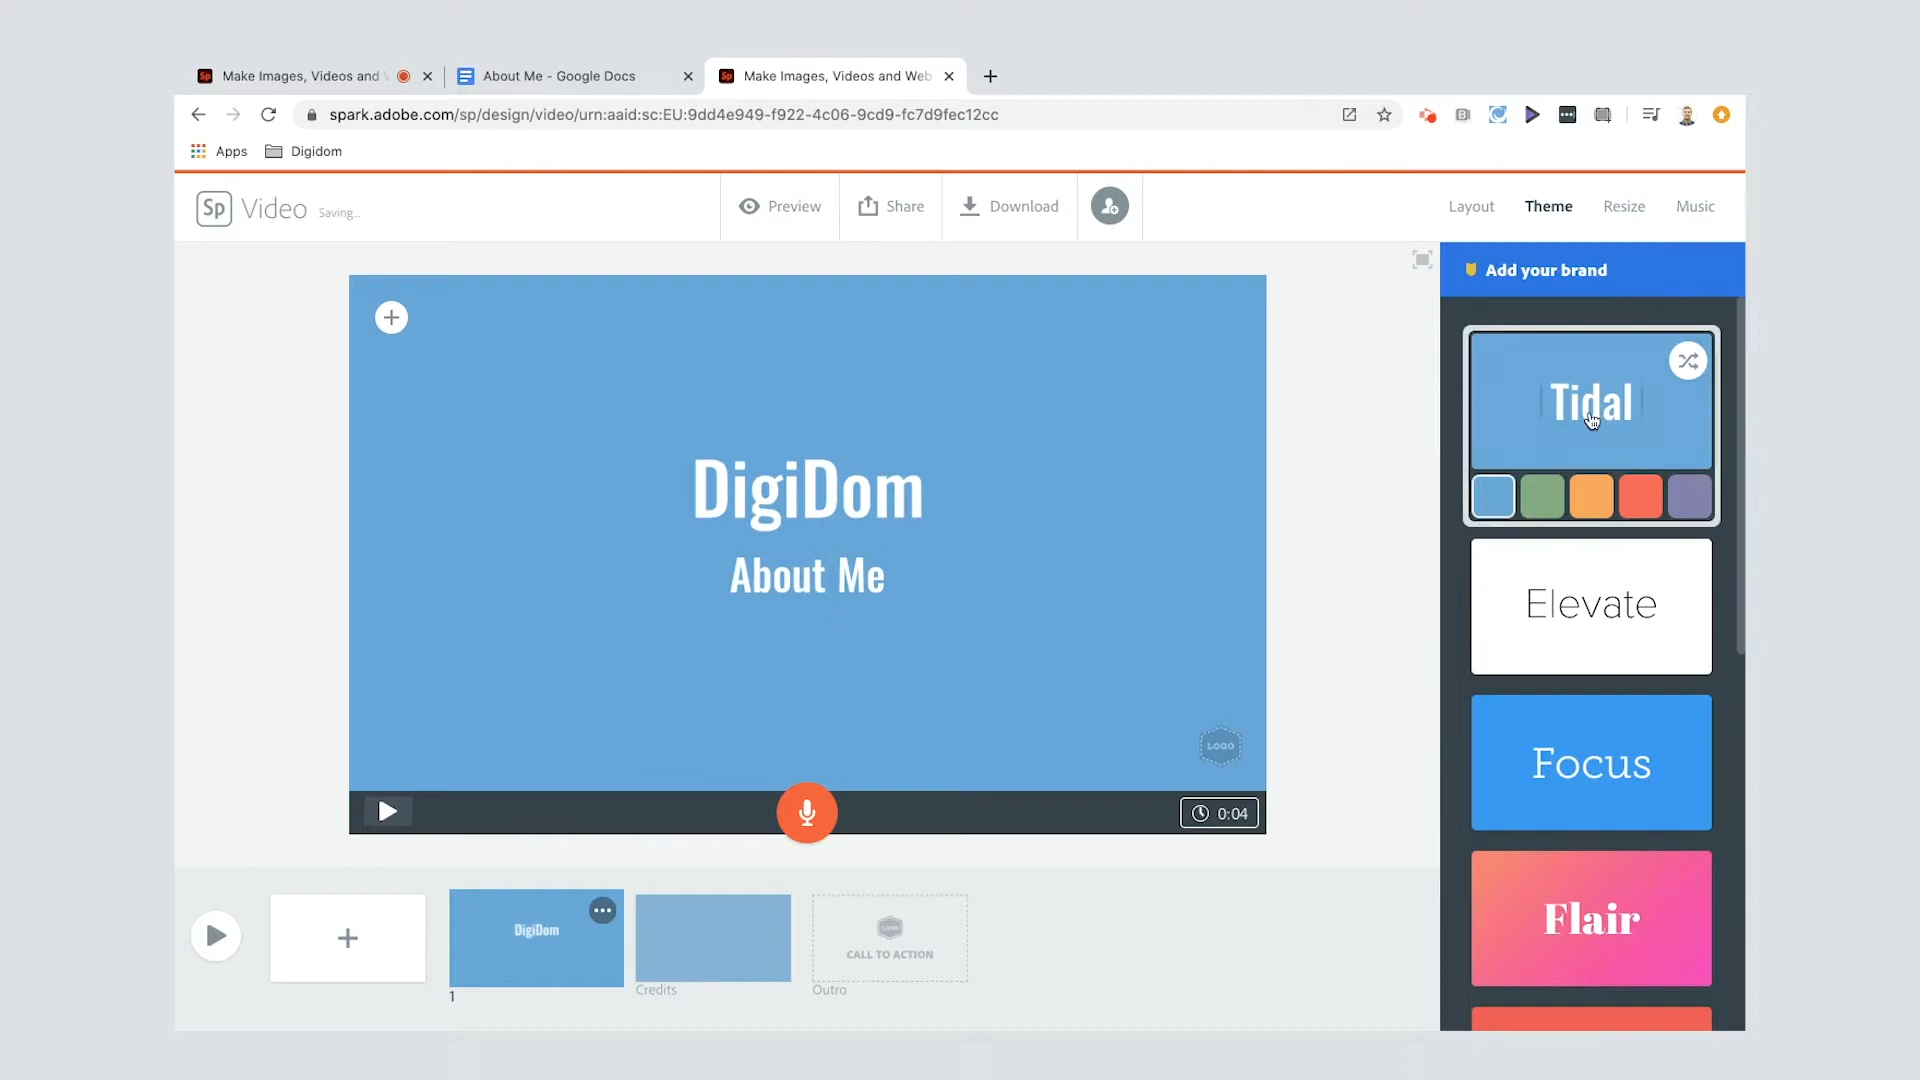 Make Images, Videos and W
About Me - Google Docs
Make Images, Videos and Web
spark.adobe.com/sp/design/video/urn:aaid:sc:EU:9dd4e949-f922-4c06-9cd9-fc7d9fec12cc
Apps
Digidom
Sp Video Saving...
Preview
Share
Download
Layout
Theme
Resize
Music
Add your brand
Tidal
DigiDom
About Me
LOGO
Elevate
Focus
0:04
Flair
DigiDom
CALL TO ACTION
1
Credits
Outro